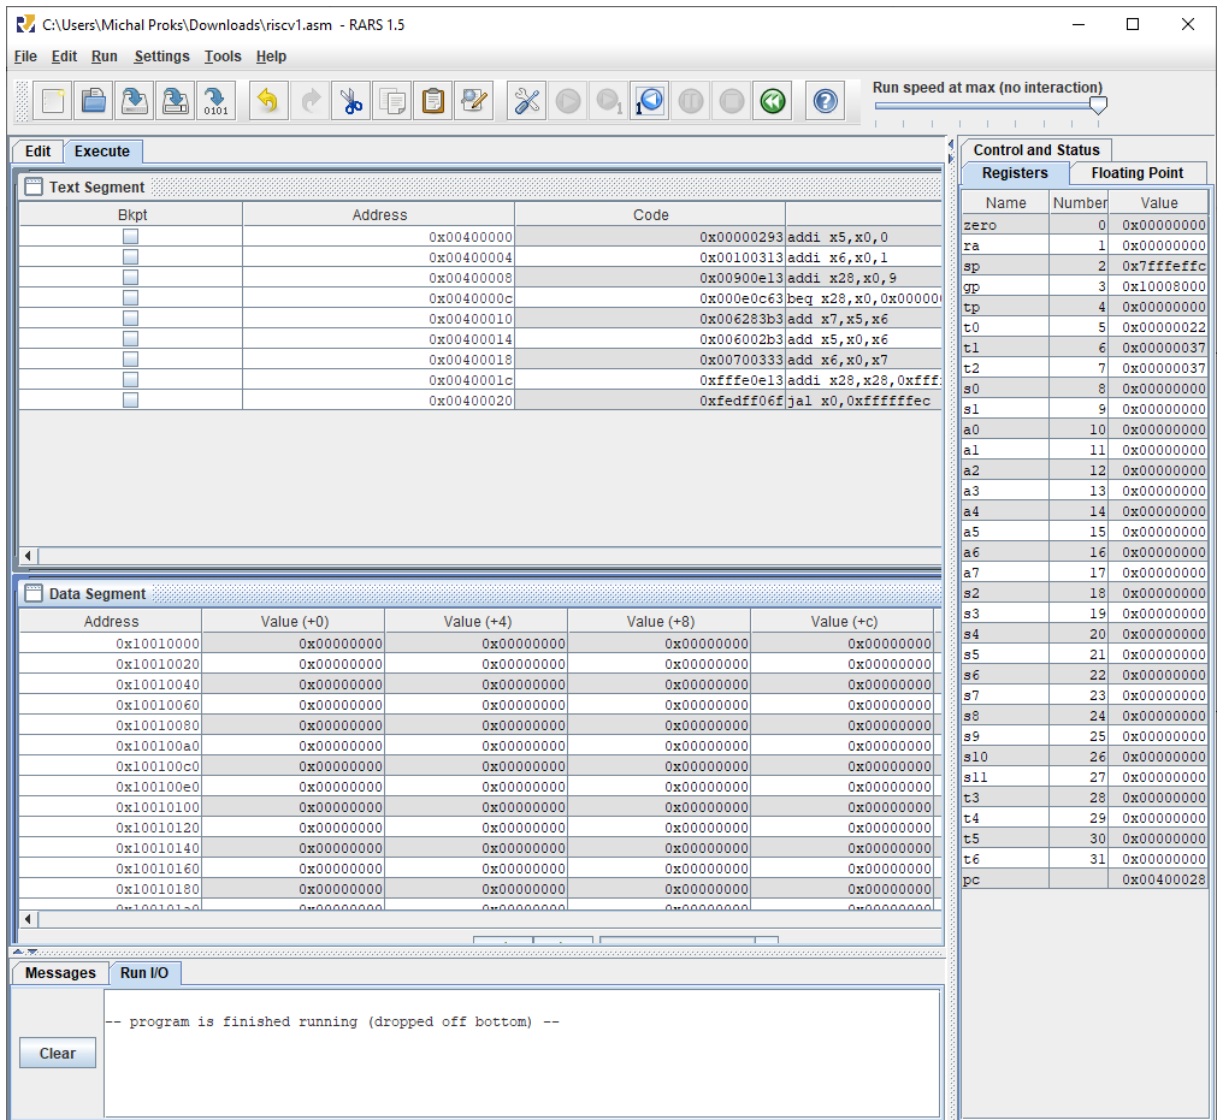 C:\Users\Michal Proks\Downloads\riscv1.asm - RARS 1.5
File Edit Run Settings Tools Help
Run speed at max (no interaction)
Edit Execute
Text Segment
Bkpt Address Code
0x00400000 0x00000293 addi x5,x0,0
0x00400004 0x00100313 addi x6,x0,1
0x00400008 0x00900e13 addi x28,x0,9
0x0040000c 0x000e0c63 beq x28,x0,0x00000
0x00400010 0x006283b3 add x7,x5,x6
0x00400014 0x006002b3 add x5,x0,x6
0x00400018 0x00700333 add x6,x0,x7
0x0040001c 0xfffe0e13 addi x28,x28,0xfff
0x00400020 0xfedff06f jal x0,0xffffffec
Data Segment
Address Value (+0) Value (+4) Value (+8) Value (+c)
0x10010000 0x00000000 0x00000000 0x00000000 0x00000000
0x10010020 0x00000000 0x00000000 0x00000000 0x00000000
0x10010040 0x00000000 0x00000000 0x00000000 0x00000000
0x10010060 0x00000000 0x00000000 0x00000000 0x00000000
0x10010080 0x00000000 0x00000000 0x00000000 0x00000000
0x100100a0 0x00000000 0x00000000 0x00000000 0x00000000
0x100100c0 0x00000000 0x00000000 0x00000000 0x00000000
0x100100e0 0x00000000 0x00000000 0x00000000 0x00000000
0x10010100 0x00000000 0x00000000 0x00000000 0x00000000
0x10010120 0x00000000 0x00000000 0x00000000 0x00000000
0x10010140 0x00000000 0x00000000 0x00000000 0x00000000
0x10010160 0x00000000 0x00000000 0x00000000 0x00000000
0x10010180 0x00000000 0x00000000 0x00000000 0x00000000
0x100101a0 0x00000000 0x00000000 0x00000000 0x00000000
Messages Run I/O
-- program is finished running (dropped off bottom) --
Clear
Control and Status
Registers Floating Point
Name Number Value
zero 0 0x00000000
ra 1 0x00000000
sp 2 0x7fffeffc
gp 3 0x10008000
tp 4 0x00000000
t0 5 0x00000022
t1 6 0x00000037
t2 7 0x00000037
s0 8 0x00000000
s1 9 0x00000000
a0 10 0x00000000
a1 11 0x00000000
a2 12 0x00000000
a3 13 0x00000000
a4 14 0x00000000
a5 15 0x00000000
a6 16 0x00000000
a7 17 0x00000000
s2 18 0x00000000
s3 19 0x00000000
s4 20 0x00000000
s5 21 0x00000000
s6 22 0x00000000
s7 23 0x00000000
s8 24 0x00000000
s9 25 0x00000000
s10 26 0x00000000
s11 27 0x00000000
t3 28 0x00000000
t4 29 0x00000000
t5 30 0x00000000
t6 31 0x00000000
pc 0x00400028